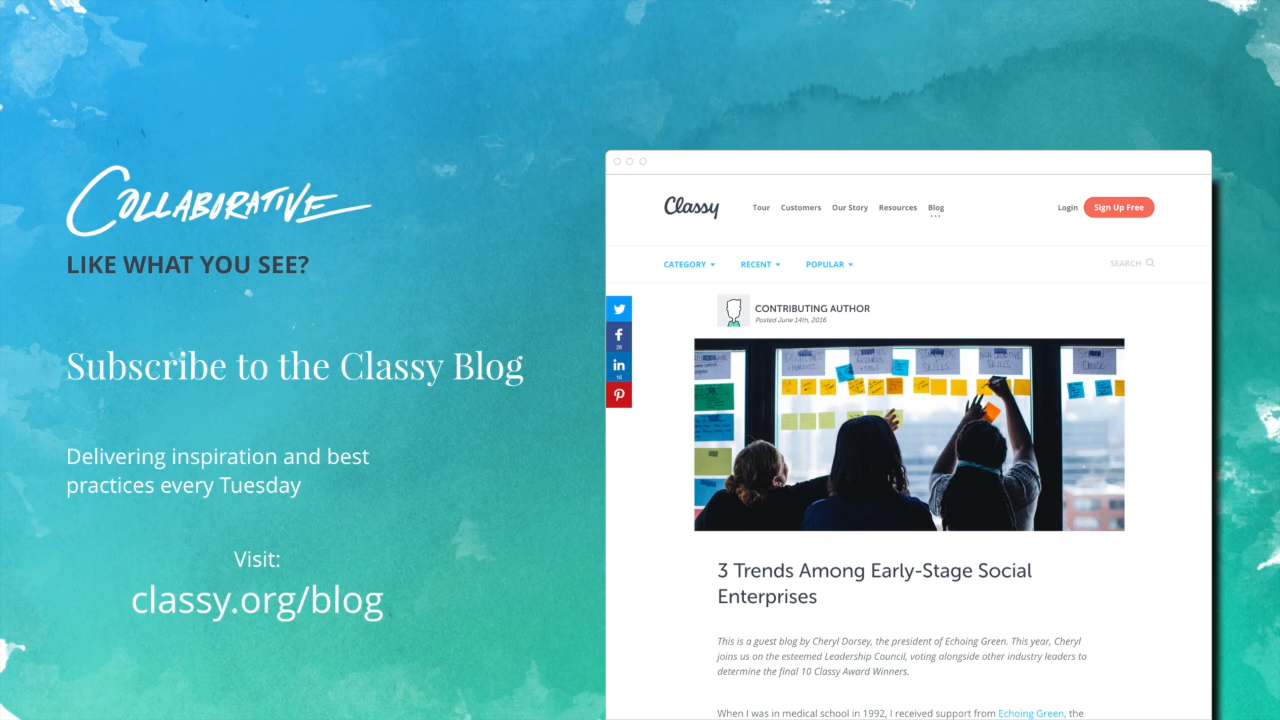 COLLABORATIVE
LIKE WHAT YOU SEE?
Subscribe to the Classy Blog
Delivering inspiration and best
practices every Tuesday
Visit:
classy.org/blog
Classy
Tour Customers Our Story Resources Blog
Login Sign Up Free
CATEGORY RECENT POPULAR
SEARCH
28
16
CONTRIBUTING AUTHOR
Posted June 14th, 2016
SKILLS
SKILLS
3 Trends Among Early-Stage Social
Enterprises
This is a guest blog by Cheryl Dorsey, the president of Echoing Green. This year, Cheryl
joins us on the esteemed Leadership Council, voting alongside other industry leaders to
determine the final 10 Classy Award Winners.
When I was in medical school in 1992, I received support from Echoing Green, the